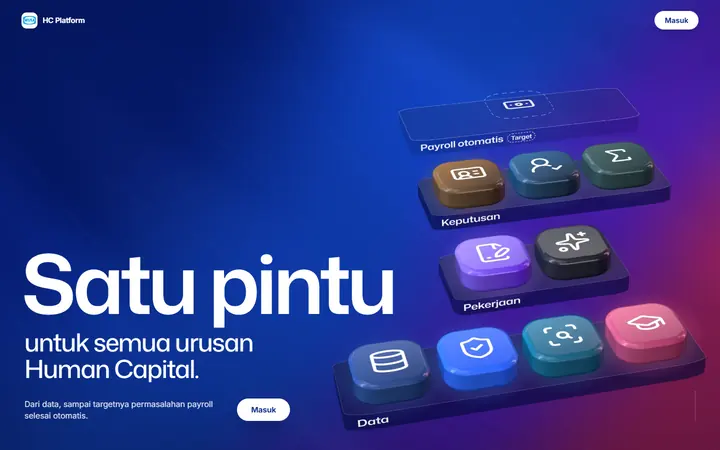 HC Platform
Masuk
Payroll otomatis
Target
Keputusan
Pekerjaan
Data
Satu pintu
untuk semua urusan
Human Capital.
Dari data, sampai targetnya permasalahan payroll
selesai otomatis.
Masuk